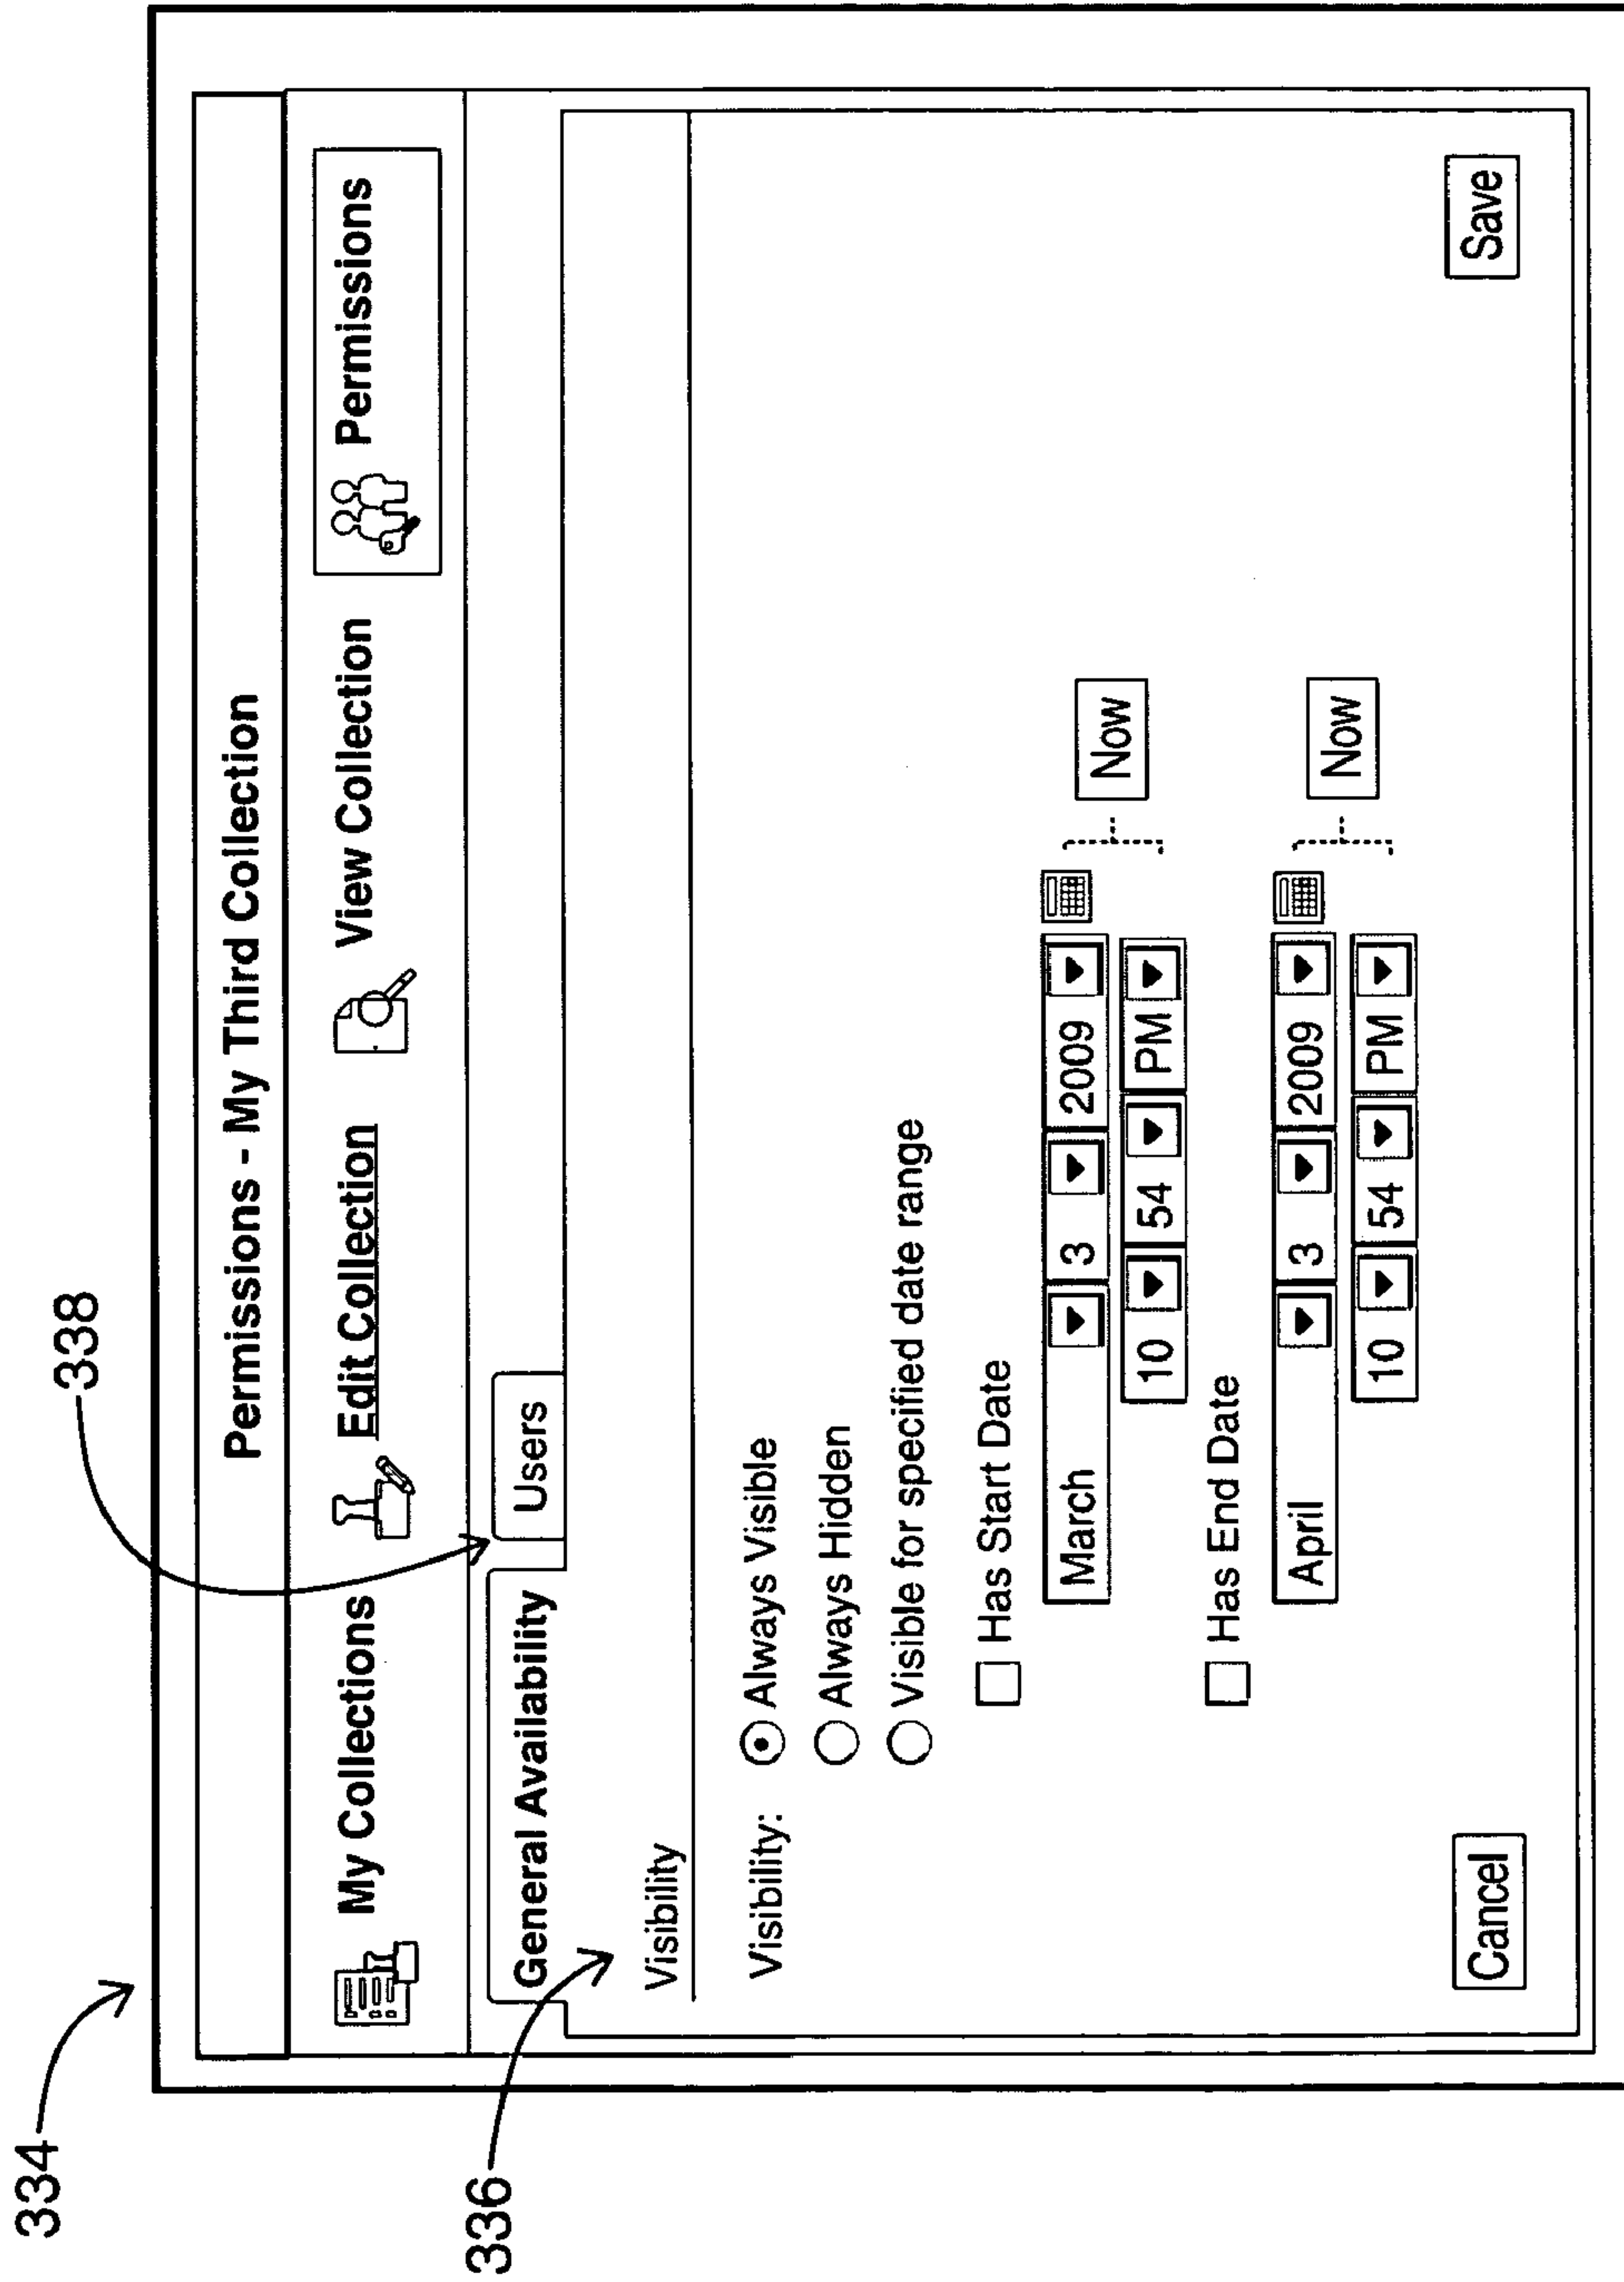 334
338
Permissions - My Third Collection
My Collections Edit Collection View Collection Permissions
General Availability Users
336
Visibility
Visibility: Always Visible
Always Hidden
Visible for specified date range
Has Start Date
March 3 2009
Now
10 54 PM
Has End Date
April 3 2009
Now
10 54 PM
Cancel Save